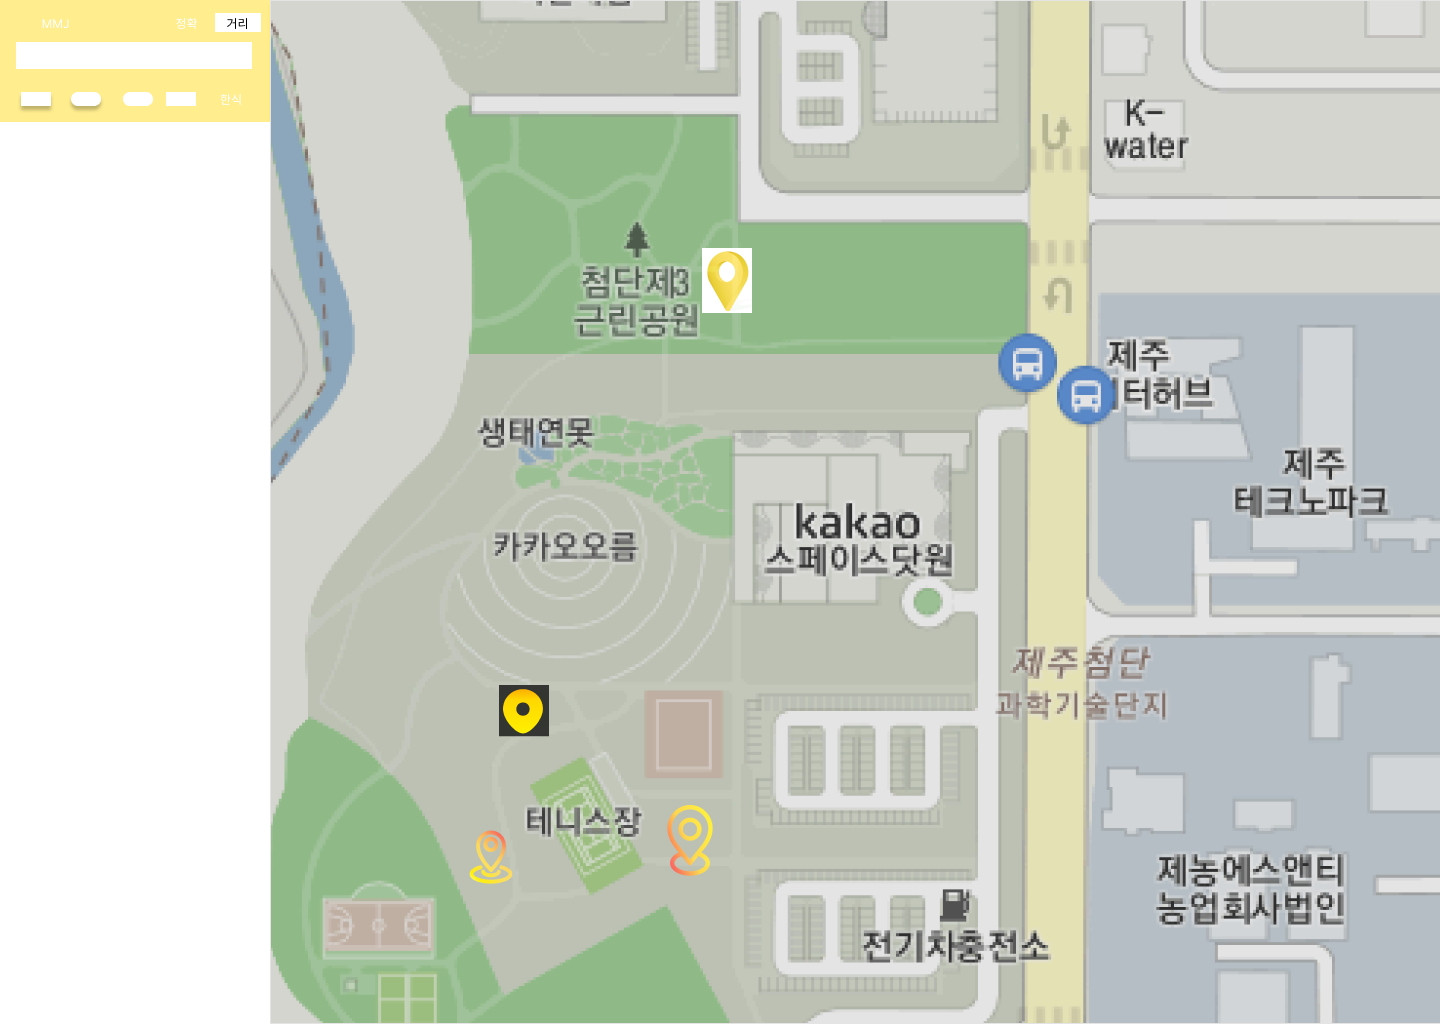 MMJ
정확
거리
한식
K-
water
첨단제3
근린공원
제주
터허브
생태연못
제주
테크노파크
kakao
스페이스닷원
카카오오름
제주첨단
과학기술단지
테니스장
제농에스앤티
농업회사법인
전기차충전소